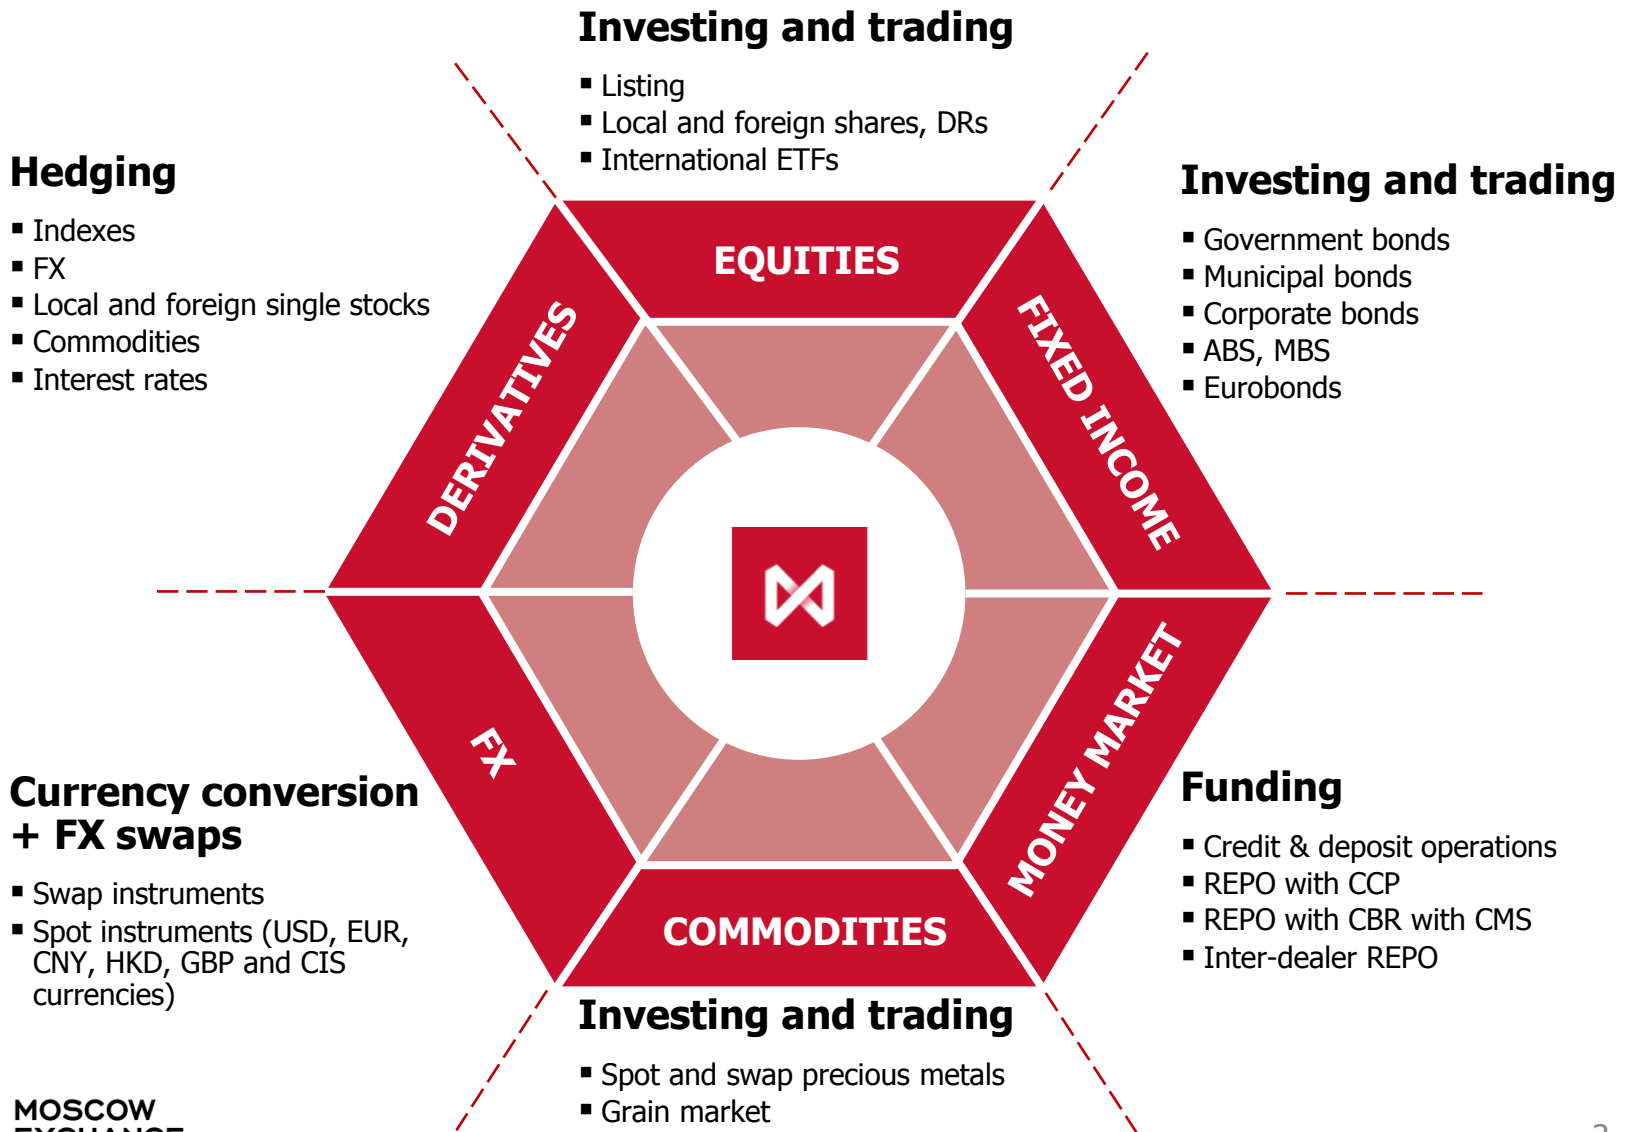 Investing and trading
▪ Listing
▪ Local and foreign shares, DRs
▪ International ETFs
Hedging
▪ Indexes
▪ FX
▪ Local and foreign single stocks
▪ Commodities
▪ Interest rates
Investing and trading
▪ Government bonds
▪ Municipal bonds
▪ Corporate bonds
▪ ABS, MBS
▪ Eurobonds
EQUITIES
DERIVATIVES
FIXED INCOME
FX
MONEY MARKET
COMMODITIES
Currency conversion
+ FX swaps
▪ Swap instruments
▪ Spot instruments (USD, EUR,
CNY, HKD, GBP and CIS
currencies)
Funding
▪ Credit & deposit operations
▪ REPO with CCP
▪ REPO with CBR with CMS
▪ Inter-dealer REPO
Investing and trading
▪ Spot and swap precious metals
▪ Grain market
MOSCOW
EXCHANGE